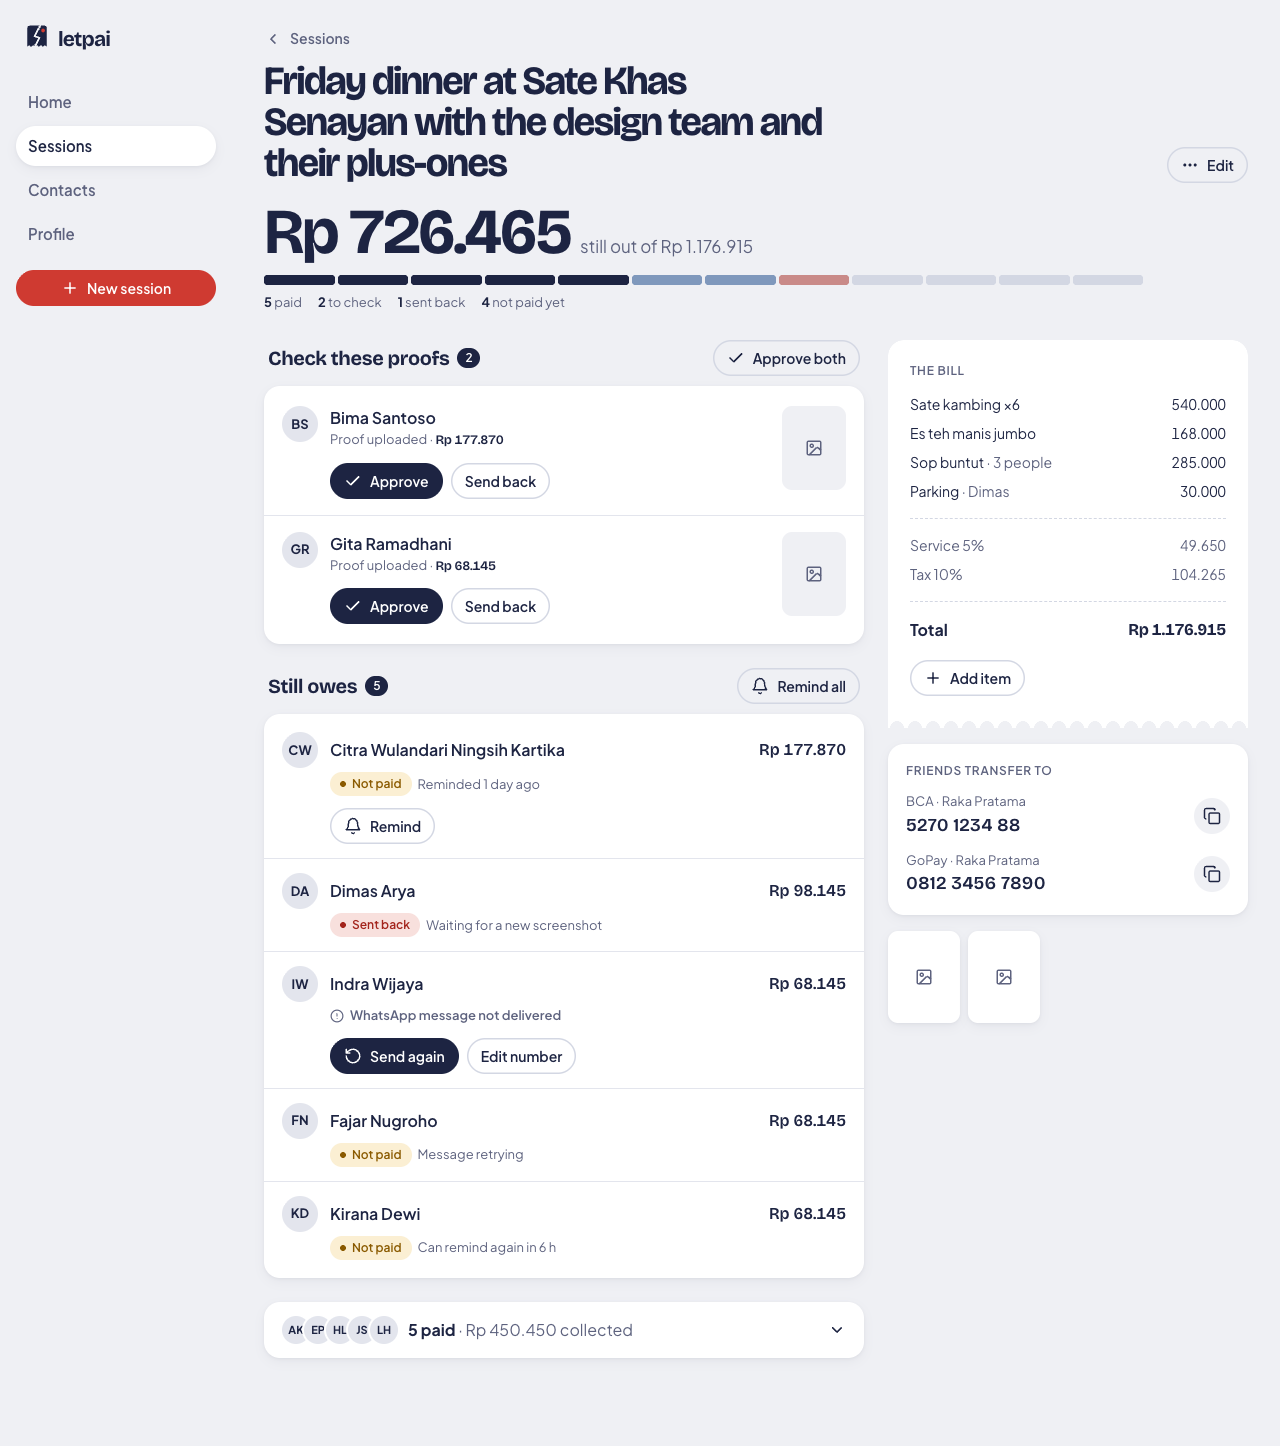 letpai
Home
Sessions
Contacts
Profile
New session
Sessions
Friday dinner at Sate Khas
Senayan with the design team and
their plus-ones
Edit
Rp 726.465 still out of Rp 1.176.915
5 paid 2 to check 1 sent back 4 not paid yet
Check these proofs 2
Approve both
BS
Bima Santoso
Proof uploaded · Rp 177.870
Approve
Send back
GR
Gita Ramadhani
Proof uploaded · Rp 68.145
Approve
Send back
Still owes 5
Remind all
CW
Citra Wulandari Ningsih Kartika
Rp 177.870
Not paid
Reminded 1 day ago
Remind
DA
Dimas Arya
Rp 98.145
Sent back
Waiting for a new screenshot
IW
Indra Wijaya
Rp 68.145
WhatsApp message not delivered
Send again
Edit number
FN
Fajar Nugroho
Rp 68.145
Not paid
Message retrying
KD
Kirana Dewi
Rp 68.145
Not paid
Can remind again in 6 h
AK EP HL JS LH
5 paid · Rp 450.450 collected
THE BILL
Sate kambing ×6 540.000
Es teh manis jumbo 168.000
Sop buntut · 3 people 285.000
Parking · Dimas 30.000
Service 5% 49.650
Tax 10% 104.265
Total Rp 1.176.915
Add item
FRIENDS TRANSFER TO
BCA · Raka Pratama
5270 1234 88
GoPay · Raka Pratama
0812 3456 7890